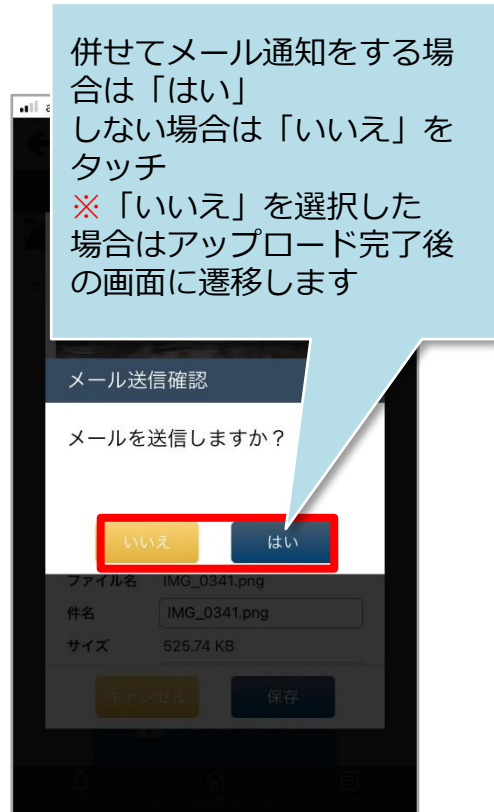 併せてメール通知をする場
合は「はい」
しない場合は「いいえ」を
タッチ
※「いいえ」を選択した
場合はアップロード完了後
の画面に遷移します
メール送信確認
メールを送信しますか？
いいえ
はい
ファイル名 IMG_0341.png
件名 IMG_0341.png
サイズ 525.74 KB
キャンセル
保存